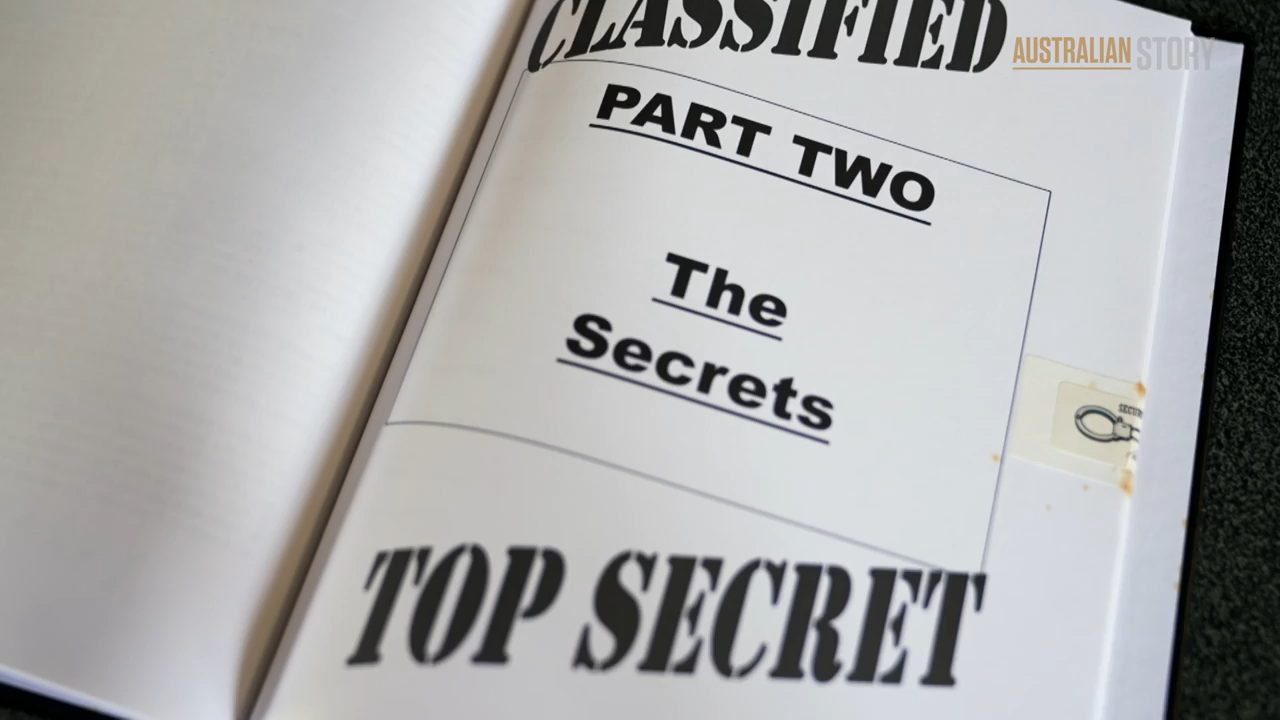 CLASSIFIED
AUSTRALIAN STORY
PART TWO
The
Secrets
TOP SECRET